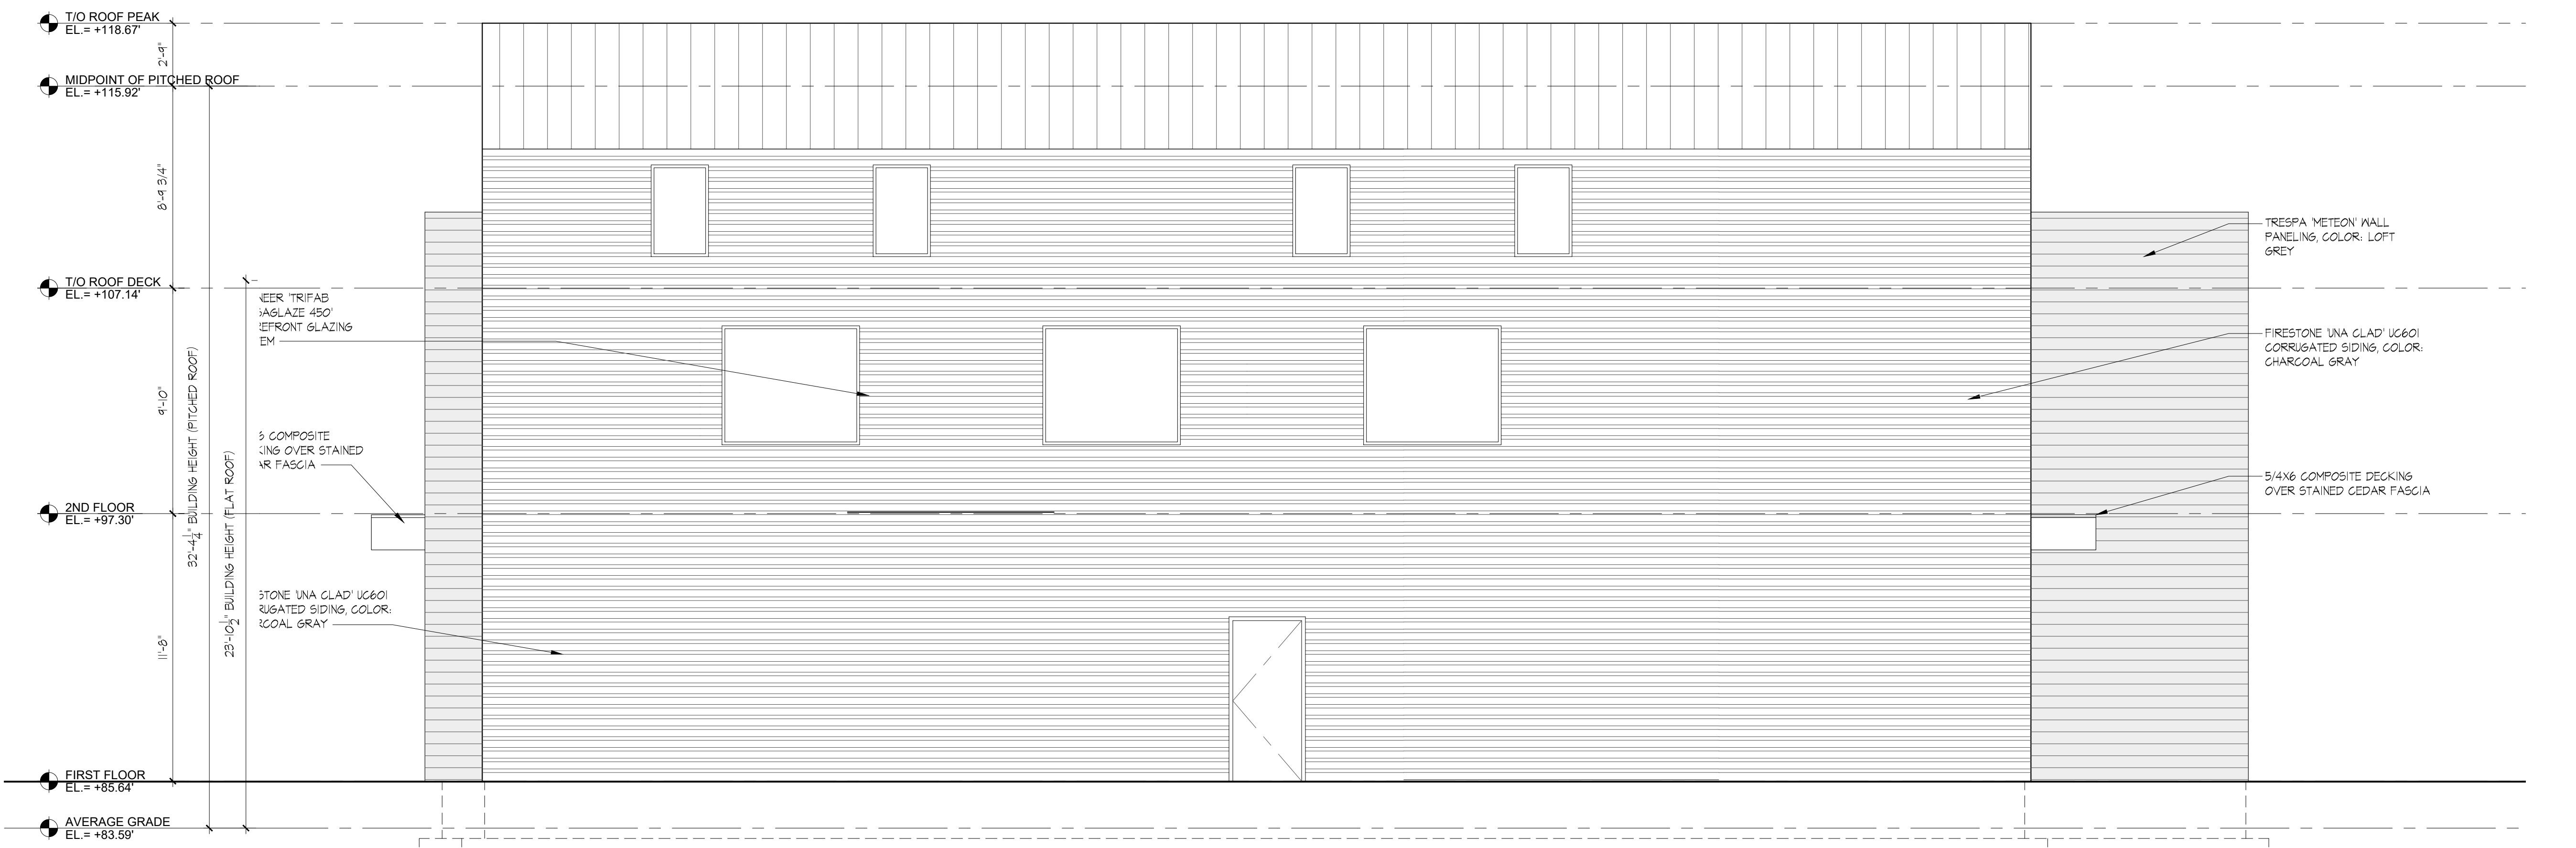 T/O ROOF PEAK
EL.= +118.67'
2'-9"
MIDPOINT OF PITCHED ROOF
EL.= +115.92'
8'-9 3/4"
T/O ROOF DECK
EL.= +107.14'
9'-10"
2ND FLOOR
EL.= +97.30'
11'-8"
FIRST FLOOR
EL.= +85.64'
AVERAGE GRADE
EL.= +83.59'
32'-4 1/4" BUILDING HEIGHT (PITCHED ROOF)
23'-10 1/2" BUILDING HEIGHT (FLAT ROOF)
NEER 'TRIFAB
SAGLAZE 450'
REFRONT GLAZING
EM
6 COMPOSITE
KING OVER STAINED
AR FASCIA
STONE 'UNA CLAD' UC601
RUGATED SIDING, COLOR:
RCOAL GRAY
TRESPA 'METEON' WALL
PANELING, COLOR: LOFT
GREY
FIRESTONE 'UNA CLAD' UC601
CORRUGATED SIDING, COLOR:
CHARCOAL GRAY
5/4X6 COMPOSITE DECKING
OVER STAINED CEDAR FASCIA